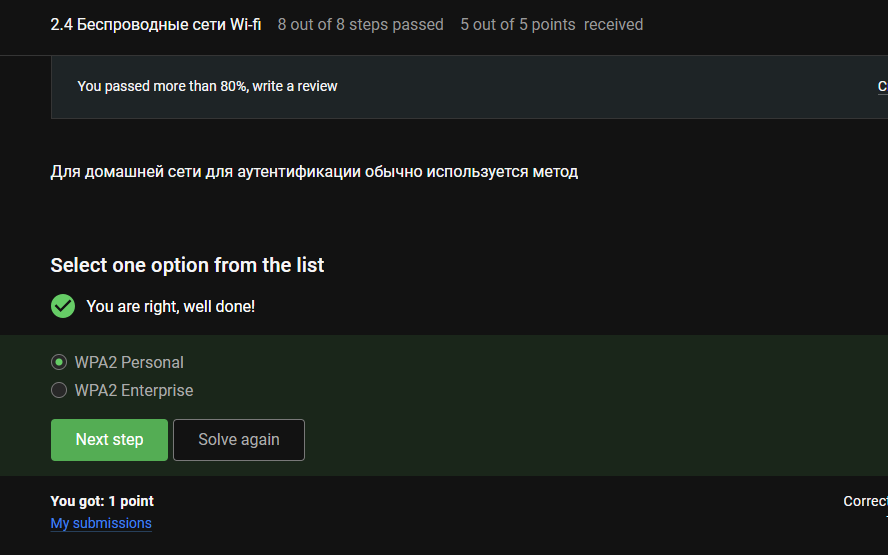 2.4 Беспроводные сети Wi-fi 8 out of 8 steps passed 5 out of 5 points received
You passed more than 80%, write a review
Для домашней сети для аутентификации обычно используется метод
Select one option from the list
You are right, well done!
WPA2 Personal
WPA2 Enterprise
Next step Solve again
You got: 1 point Correct
My submissions